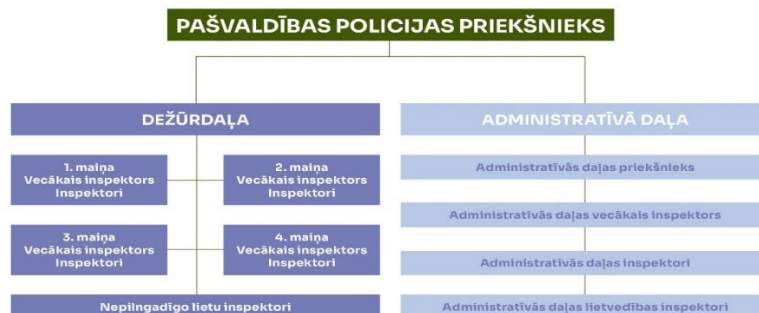 PAŠVALDĪBAS POLICIJAS PRIEKŠNIEKS
DEŽŪRDAĻA
1. maiņa
Vecākais inspektors
Inspektori
2. maiņa
Vecākais inspektors
Inspektori
3. maiņa
Vecākais inspektors
Inspektori
4. maiņa
Vecākais inspektors
Inspektori
Nepilngadīgo lietu inspektori
ADMINISTRATĪVĀ DAĻA
Administratīvās daļas priekšnieks
Administratīvās daļas vecākais inspektors
Administratīvās daļas inspektori
Administratīvās daļas lietvedības inspektori